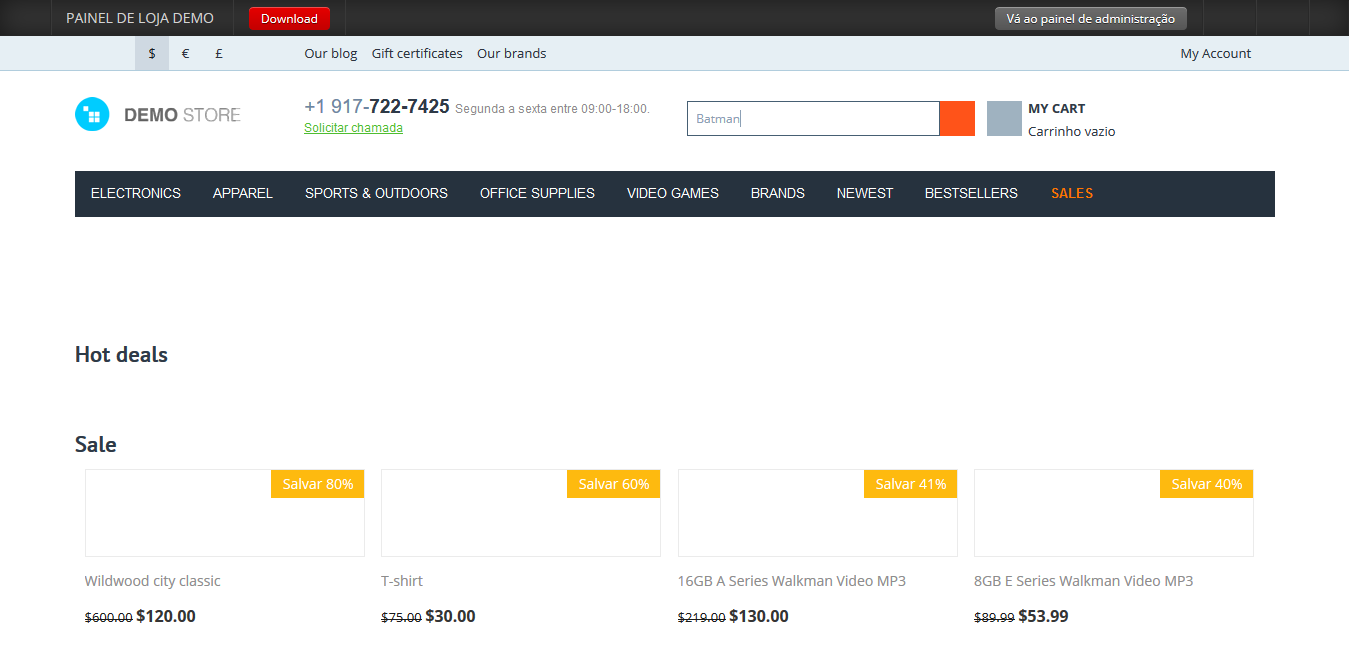 PAINEL DE LOJA DEMO Download Vá ao painel de administração
$ € £ Our blog Gift certificates Our brands My Account
DEMO STORE
+1 917-722-7425 Segunda a sexta entre 09:00-18:00.
Solicitar chamada
Batman
MY CART
Carrinho vazio
ELECTRONICS APPAREL SPORTS & OUTDOORS OFFICE SUPPLIES VIDEO GAMES BRANDS NEWEST BESTSELLERS SALES
Hot deals
Sale
Salvar 80% Salvar 60% Salvar 41% Salvar 40%
Wildwood city classic T-shirt 16GB A Series Walkman Video MP3 8GB E Series Walkman Video MP3
$600.00 $120.00 $75.00 $30.00 $219.00 $130.00 $89.99 $53.99